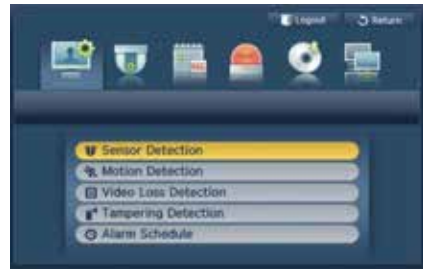 Logout Return
Sensor Detection
Motion Detection
Video Loss Detection
Tampering Detection
Alarm Schedule